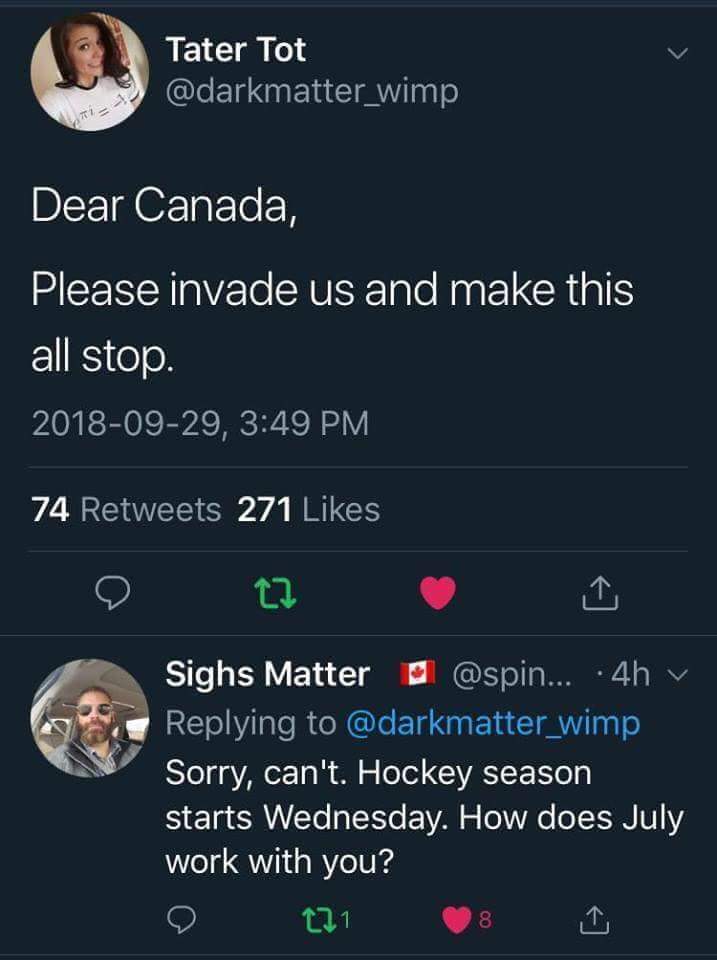 Tater Tot
@darkmatter_wimp
Dear Canada,
Please invade us and make this
all stop.
2018-09-29, 3:49 PM
74 Retweets 271 Likes
Sighs Matter 🇨🇦 @spin... · 4h
Replying to @darkmatter_wimp
Sorry, can't. Hockey season
starts Wednesday. How does July
work with you?
1 8